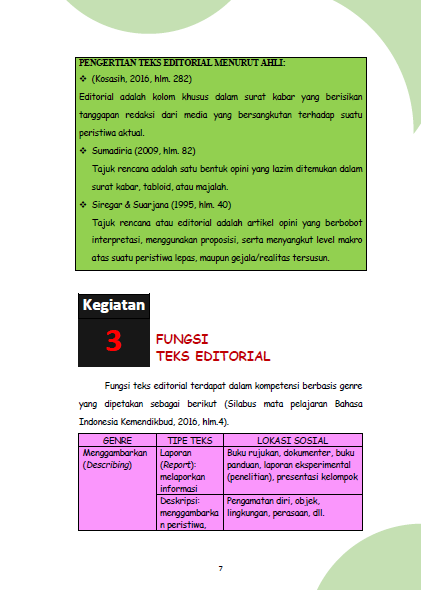 PENGERTIAN TEKS EDITORIAL MENURUT AHLI:
❖ (Kosasih, 2016, hlm. 282)
Editorial adalah kolom khusus dalam surat kabar yang berisikan
tanggapan redaksi dari media yang bersangkutan terhadap suatu
peristiwa aktual.
❖ Sumadiria (2009, hlm. 82)
Tajuk rencana adalah satu bentuk opini yang lazim ditemukan dalam
surat kabar, tabloid, atau majalah.
❖ Siregar & Suarjana (1995, hlm. 40)
Tajuk rencana atau editorial adalah artikel opini yang berbobot
interpretasi, menggunakan proposisi, serta menyangkut level makro
atas suatu peristiwa lepas, maupun gejala/realitas tersusun.
Kegiatan
3
FUNGSI
TEKS EDITORIAL
Fungsi teks editorial terdapat dalam kompetensi berbasis genre
yang dipetakan sebagai berikut (Silabus mata pelajaran Bahasa
Indonesia Kemendikbud, 2016, hlm.4).
GENRE TIPE TEKS LOKASI SOSIAL
Menggambarkan Laporan Buku rujukan, dokumenter, buku
(Describing) (Report): panduan, laporan eksperimental
melaporkan (penelitian), presentasi kelompok
informasi
Deskripsi: Pengamatan diri, objek,
menggambarka lingkungan, perasaan, dll.
n peristiwa,
7